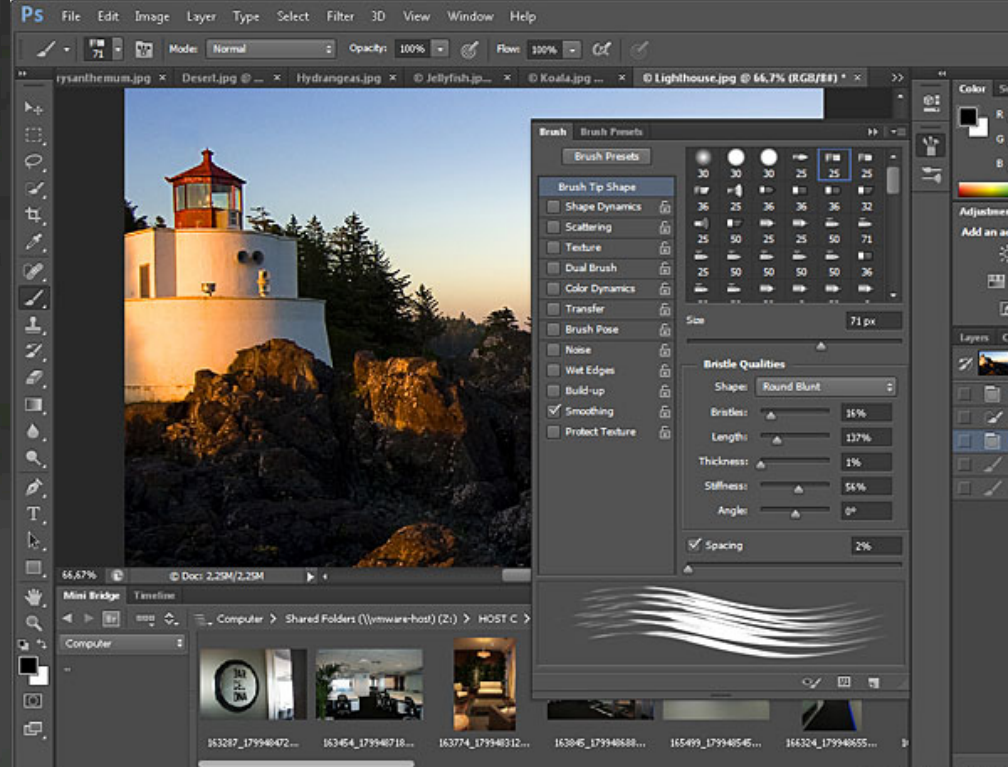 Ps File Edit Image Layer Type Select Filter 3D View Window Help
71 Mode: Normal Opacity: 100% Flow: 100%
rysanthemum.jpg × Desert.jpg @ ... × Hydrangeas.jpg × © Jellyfish.jp... × © Koala.jpg ... × © Lighthouse.jpg @ 66,7% (RGB/8#) * ×
Color
R
G
B
Brush Brush Presets
Brush Presets
30 30 30 25 25 25
36 25 36 36 36 32
25 50 25 25 50 71
25 50 50 50 50 36
Brush Tip Shape
Shape Dynamics
Scattering
Texture
Dual Brush
Color Dynamics
Transfer
Brush Pose
Noise
Wet Edges
Build-up
Smoothing
Protect Texture
Size 71 px
Bristle Qualities
Shape: Round Blunt
Bristles: 16%
Length: 137%
Thickness: 1%
Stiffness: 56%
Angle: 0°
Spacing 2%
Adjustm
Add an a
Layers C
66,67% © Doc: 2,25M/2,25M
Mini Bridge Timeline
Br Computer > Shared Folders (\\vmware-host) (Z:) > HOST C >
Computer
..
163287_179948472... 163454_179948718... 163774_179948312... 163845_179948688... 165499_179948545... 166324_179948655...